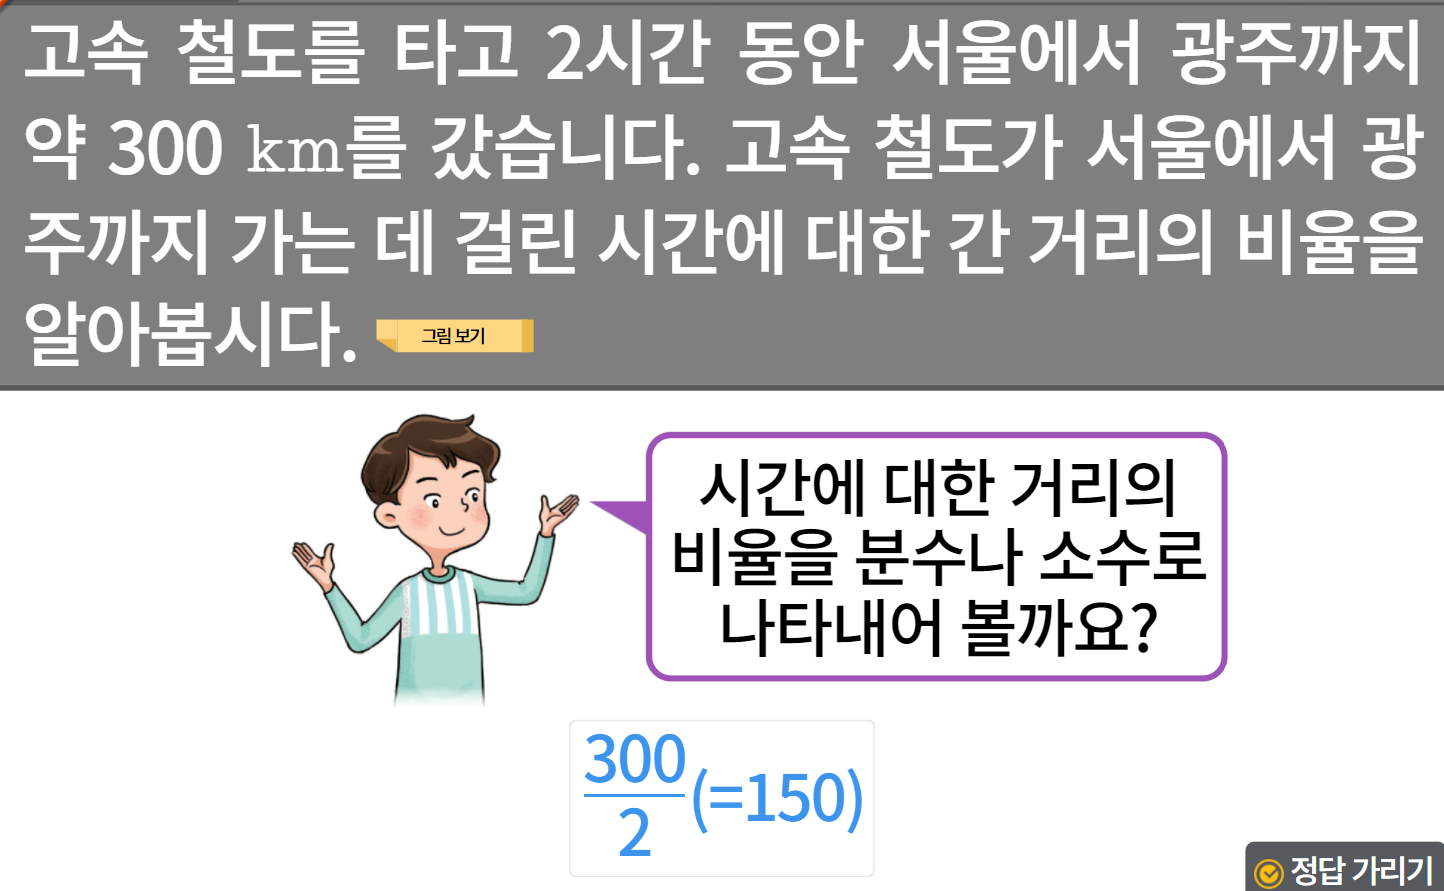 고속 철도를 타고 2시간 동안 서울에서 광주까지
약 300 km를 갔습니다. 고속 철도가 서울에서 광
주까지 가는 데 걸린 시간에 대한 간 거리의 비율을
알아봅시다. 그림 보기
시간에 대한 거리의
비율을 분수나 소수로
나타내어 볼까요?
300
2
(=150)
정답 가리기